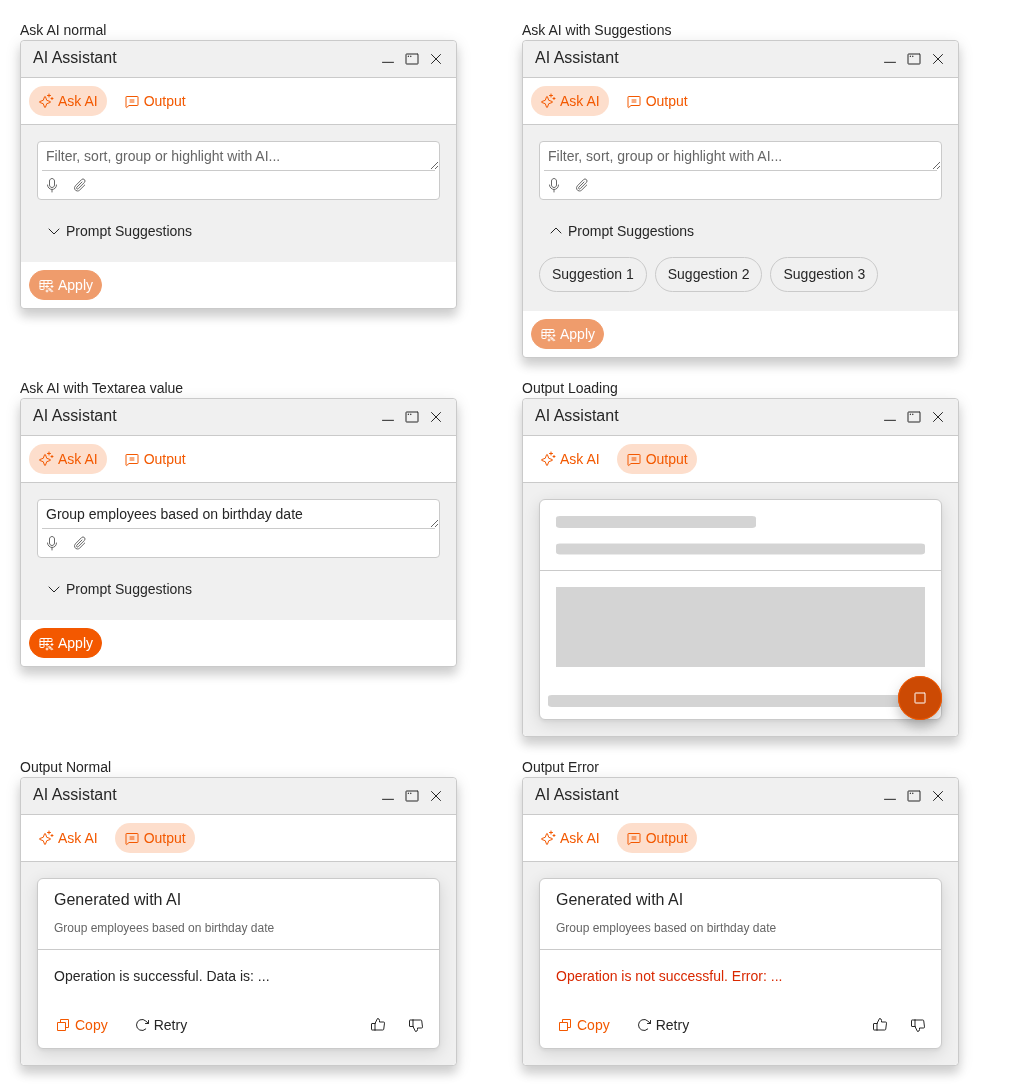 Ask AI normal
AI Assistant
Ask AI Output
Filter, sort, group or highlight with AI...
Prompt Suggestions
Apply
Ask AI with Suggestions
AI Assistant
Ask AI Output
Filter, sort, group or highlight with AI...
Prompt Suggestions
Suggestion 1 Suggestion 2 Suggestion 3
Apply
Ask AI with Textarea value
AI Assistant
Ask AI Output
Group employees based on birthday date
Prompt Suggestions
Apply
Output Loading
AI Assistant
Ask AI Output
Output Normal
AI Assistant
Ask AI Output
Generated with AI
Group employees based on birthday date
Operation is successful. Data is: ...
Copy Retry
Output Error
AI Assistant
Ask AI Output
Generated with AI
Group employees based on birthday date
Operation is not successful. Error: ...
Copy Retry